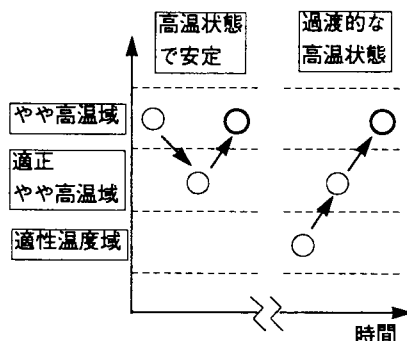 高温状態
で安定
過渡的な
高温状態
やや高温域
適正
やや高温域
適性温度域
時間